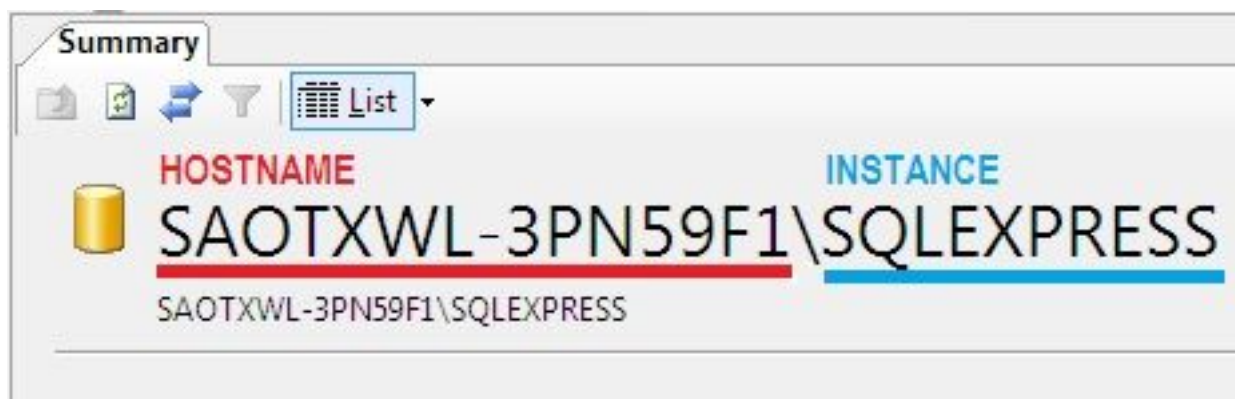 Summary
List
HOSTNAME INSTANCE
SAOTXWL-3PN59F1\SQLEXPRESS
SAOTXWL-3PN59F1\SQLEXPRESS